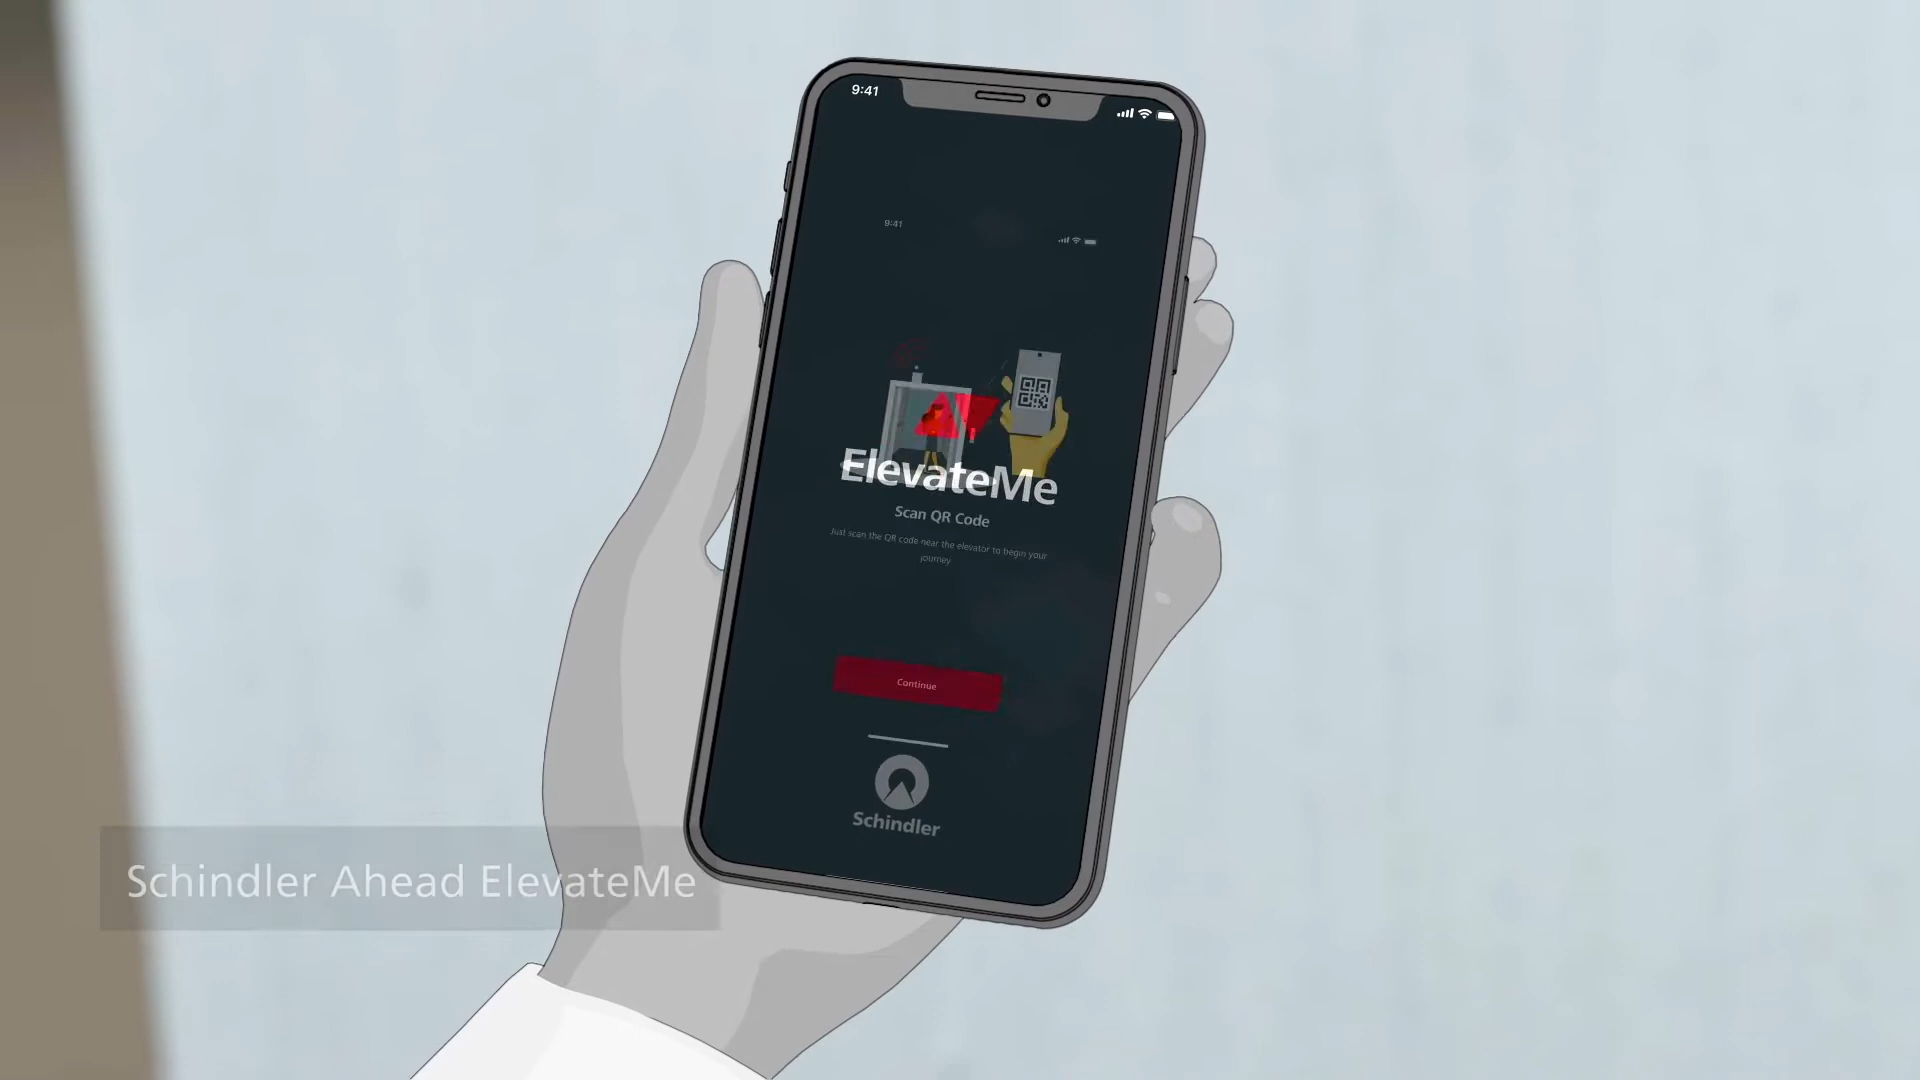 9:41
9:41
ElevateMe
Scan QR Code
Just scan the QR code near the elevator to begin your
journey
Continue
Schindler
Schindler Ahead ElevateMe